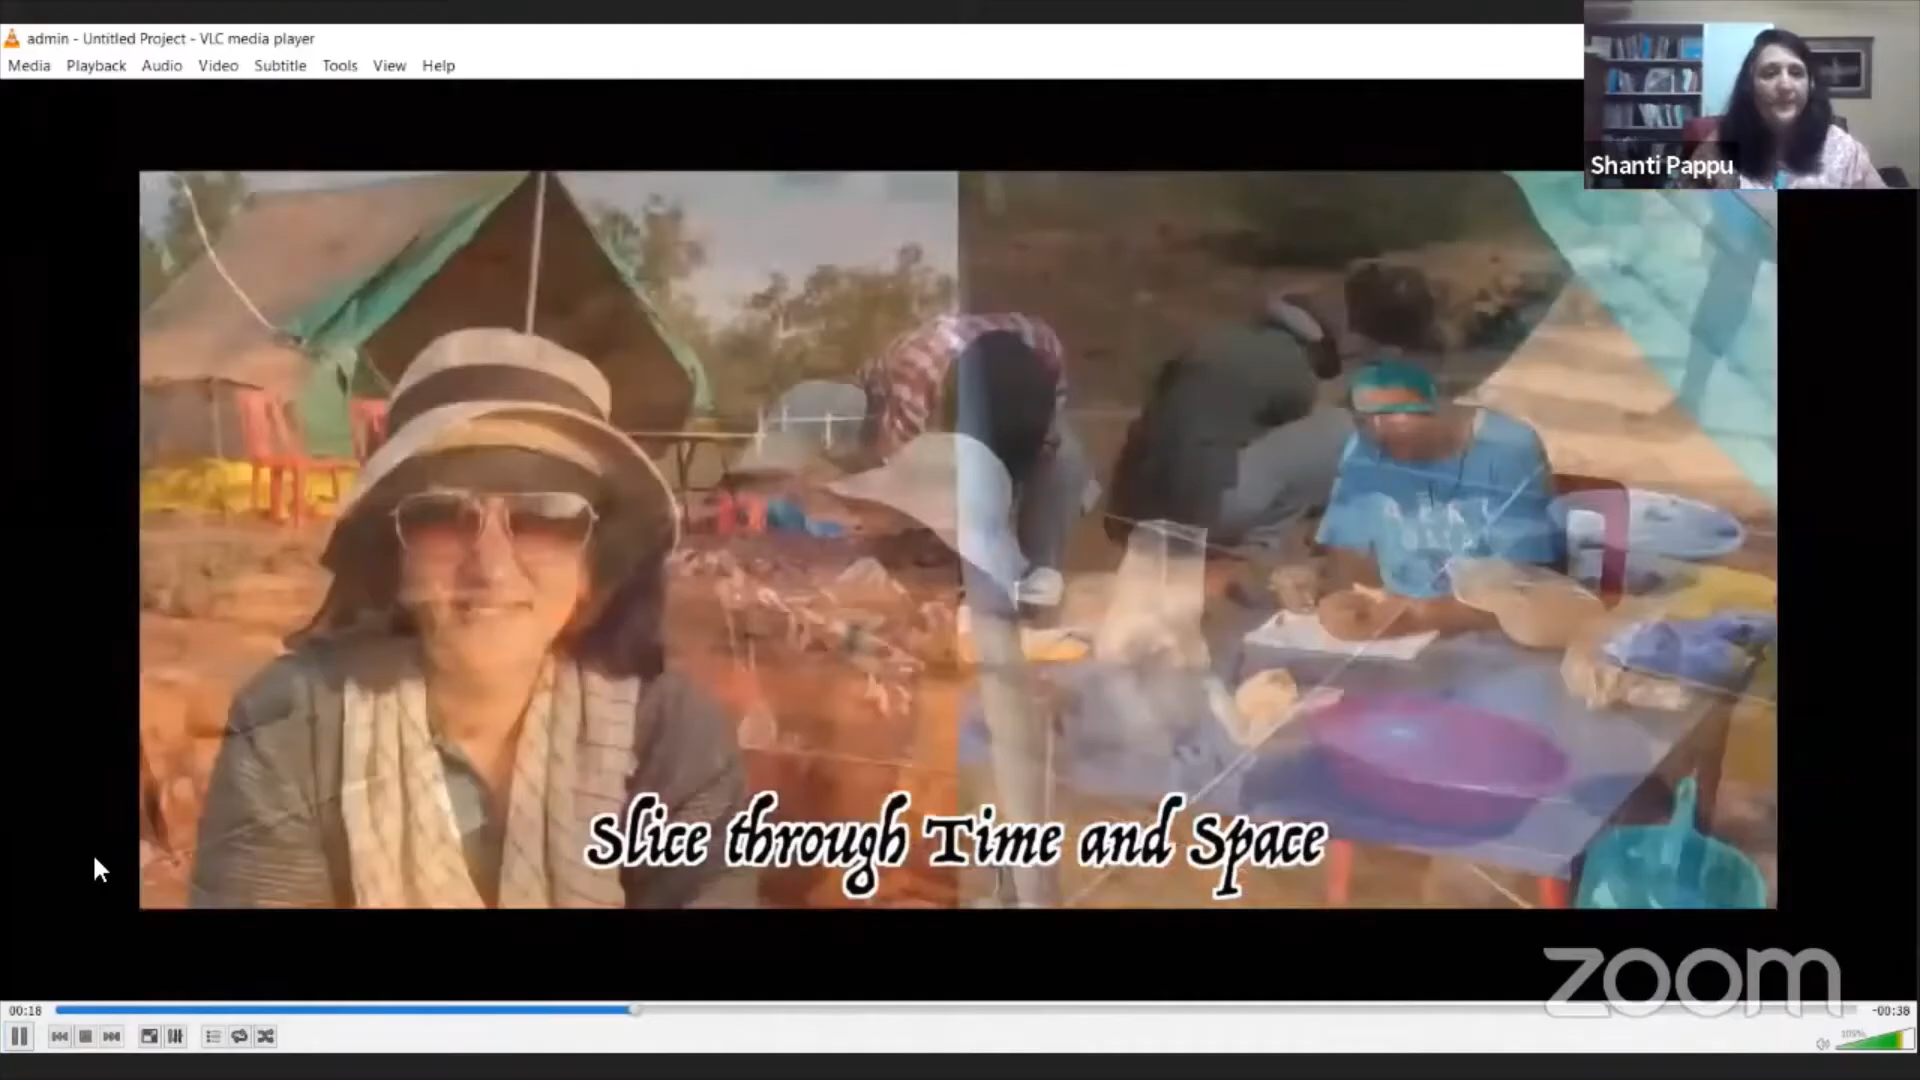 admin - Untitled Project - VLC media player
Media Playback Audio Video Subtitle Tools View Help
Shanti Pappu
Slice through Time and Space
zoom
00:18
-00:38
105%